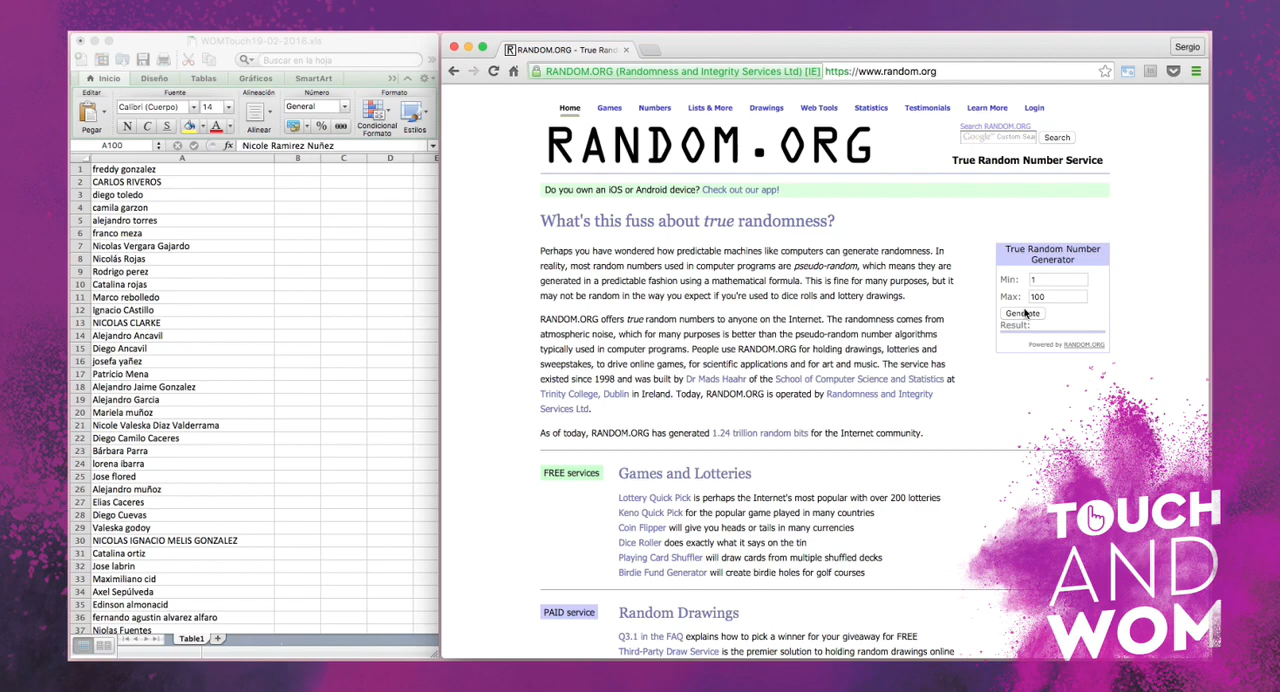 WOMTouch19-02-2016.xls
Buscar en la hoja
Inicio Diseño Tablas Gráficos SmartArt
Editar Fuente Alineación Número Formato
Calibri (Cuerpo) 14 General
Pegar N C S A Alinear % 000 Condicional Formato Estilos
A100 fx Nicole Ramirez Nuñez
A B C D E
1 freddy gonzalez
2 CARLOS RIVEROS
3 diego toledo
4 camila garzon
5 alejandro torres
6 franco meza
7 Nicolas Vergara Gajardo
8 Nicolás Rojas
9 Rodrigo perez
10 Catalina rojas
11 Marco rebolledo
12 Ignacio CAstillo
13 NICOLAS CLARKE
14 Alejandro Ancavil
15 Diego Ancavil
16 josefa yañez
17 Patricio Mena
18 Alejandro Jaime Gonzalez
19 Alejandro Garcia
20 Mariela muñoz
21 Nicole Valeska Diaz Valderrama
22 Diego Camilo Caceres
23 Bárbara Parra
24 lorena ibarra
25 Jose flored
26 Alejandro muñoz
27 Elias Caceres
28 Diego Cuevas
29 Valeska godoy
30 NICOLAS IGNACIO MELIS GONZALEZ
31 Catalina ortiz
32 Jose labrin
33 Maximiliano cid
34 Axel Sepúlveda
35 Edinson almonacid
36 fernando agustin alvarez alfaro
37 Niolas Fuentes
Table1
RANDOM.ORG - True Rand
Sergio
RANDOM.ORG (Randomness and Integrity Services Ltd) [IE] https://www.random.org
Home Games Numbers Lists & More Drawings Web Tools Statistics Testimonials Learn More Login
RANDOM.ORG
Search RANDOM.ORG
Google Custom Sea Search
True Random Number Service
Do you own an iOS or Android device? Check out our app!
What's this fuss about true randomness?
Perhaps you have wondered how predictable machines like computers can generate randomness. In
reality, most random numbers used in computer programs are pseudo-random, which means they are
generated in a predictable fashion using a mathematical formula. This is fine for many purposes, but it
may not be random in the way you expect if you're used to dice rolls and lottery drawings.
RANDOM.ORG offers true random numbers to anyone on the Internet. The randomness comes from
atmospheric noise, which for many purposes is better than the pseudo-random number algorithms
typically used in computer programs. People use RANDOM.ORG for holding drawings, lotteries and
sweepstakes, to drive online games, for scientific applications and for art and music. The service has
existed since 1998 and was built by Dr Mads Haahr of the School of Computer Science and Statistics at
Trinity College, Dublin in Ireland. Today, RANDOM.ORG is operated by Randomness and Integrity
Services Ltd.
As of today, RANDOM.ORG has generated 1.24 trillion random bits for the Internet community.
True Random Number
Generator
Min: 1
Max: 100
Generate
Result:
Powered by RANDOM.ORG
FREE services Games and Lotteries
Lottery Quick Pick is perhaps the Internet's most popular with over 200 lotteries
Keno Quick Pick for the popular game played in many countries
Coin Flipper will give you heads or tails in many currencies
Dice Roller does exactly what it says on the tin
Playing Card Shuffler will draw cards from multiple shuffled decks
Birdie Fund Generator will create birdie holes for golf courses
PAID service Random Drawings
Q3.1 in the FAQ explains how to pick a winner for your giveaway for FREE
Third-Party Draw Service is the premier solution to holding random drawings online
TOUCH
AND
WOM